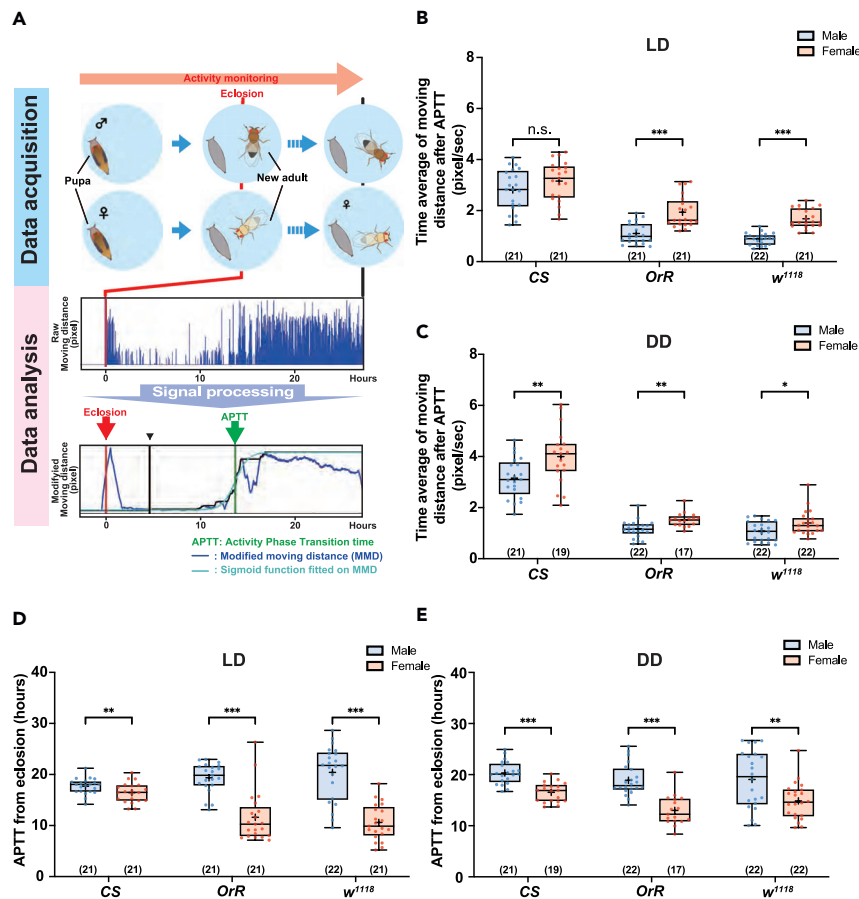 A
Activity monitoring
Eclosion
Data acquisition
♂
Pupa
New adult
♀
♀
Data analysis
Raw
Moving distance
(pixel)
0
10
20
Hours
Signal processing
Eclosion
APTT
Modifyied
Moving distance
(pixel)
0
10
20
Hours
APTT: Activity Phase Transition time
: Modified moving distance (MMD)
: Sigmoid function fitted on MMD
B
LD
Male
Female
Time average of moving
distance after APTT
(pixel/sec)
8
6
4
2
0
n.s.
***
***
(21)
(21)
(21)
(21)
(22)
(21)
CS
OrR
w1118
C
DD
Male
Female
Time average of moving
distance after APTT
(pixel/sec)
8
6
4
2
0
**
**
*
(21)
(19)
(22)
(17)
(22)
(22)
CS
OrR
w1118
D
LD
Male
Female
APTT from eclosion (hours)
40
30
20
10
0
**
***
***
(21)
(21)
(21)
(21)
(22)
(21)
CS
OrR
w1118
E
DD
Male
Female
APTT from eclosion (hours)
40
30
20
10
0
***
***
**
(21)
(19)
(22)
(17)
(22)
(22)
CS
OrR
w1118